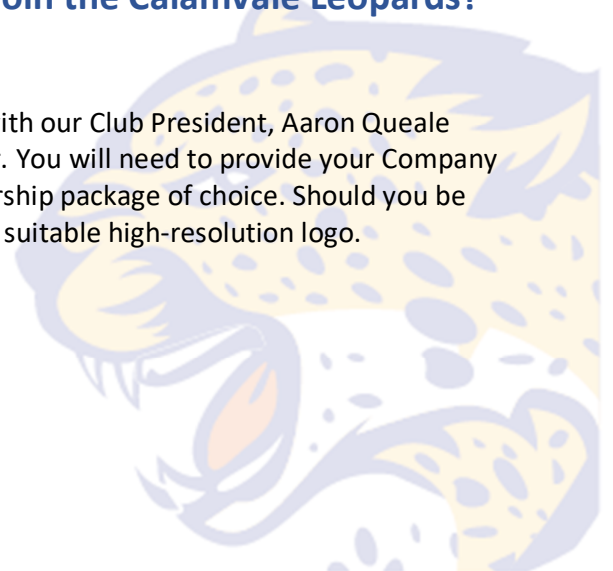 oin the Calamvale Leopards?
ith our Club President, Aaron Queale
. You will need to provide your Company
rship package of choice. Should you be
suitable high-resolution logo.